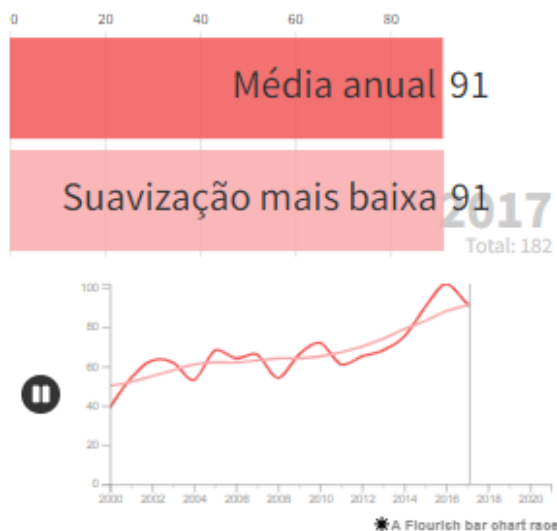 0 20 40 60 80
Média anual 91
Suavização mais baixa 91
2017
Total: 182
100
80
60
40
20
0
2000 2002 2004 2006 2008 2010 2012 2014 2016 2018 2020
A Flourish bar chart race